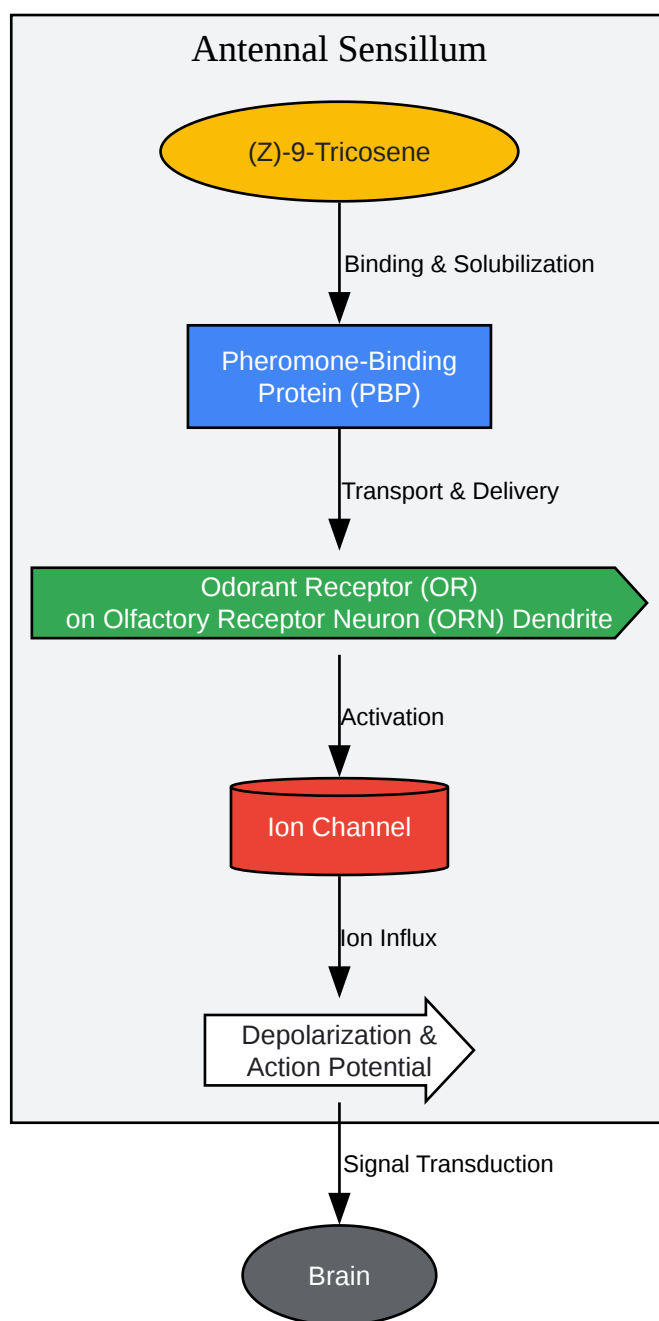 Antennal Sensillum
(Z)-9-Tricosene
Binding & Solubilization
Pheromone-Binding
Protein (PBP)
Transport & Delivery
Odorant Receptor (OR)
on Olfactory Receptor Neuron (ORN) Dendrite
Activation
Ion Channel
Ion Influx
Depolarization &
Action Potential
Signal Transduction
Brain